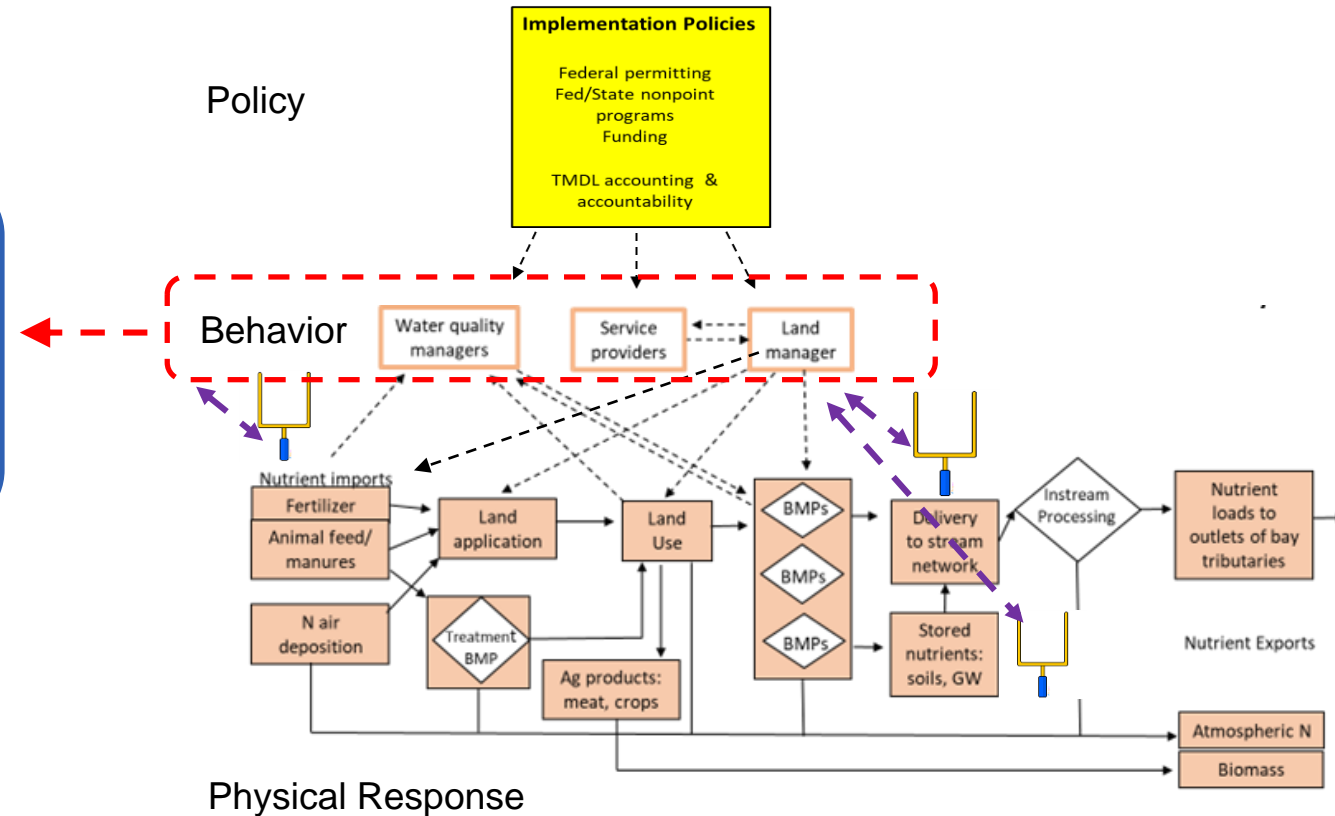 Implementation Policies
Federal permitting
Fed/State nonpoint
programs
Funding
TMDL accounting &
accountability
Policy
Behavior
Water quality
managers
Service
providers
Land
manager
Nutrient imports
Fertilizer
Animal feed/
manures
N air
deposition
Land
application
Treatment
BMP
Land
Use
Ag products:
meat, crops
BMPs
BMPs
BMPs
Delivery
to stream
network
Stored
nutrients:
soils, GW
Instream
Processing
Nutrient
loads to
outlets of bay
tributaries
Nutrient Exports
Atmospheric N
Biomass
Physical Response